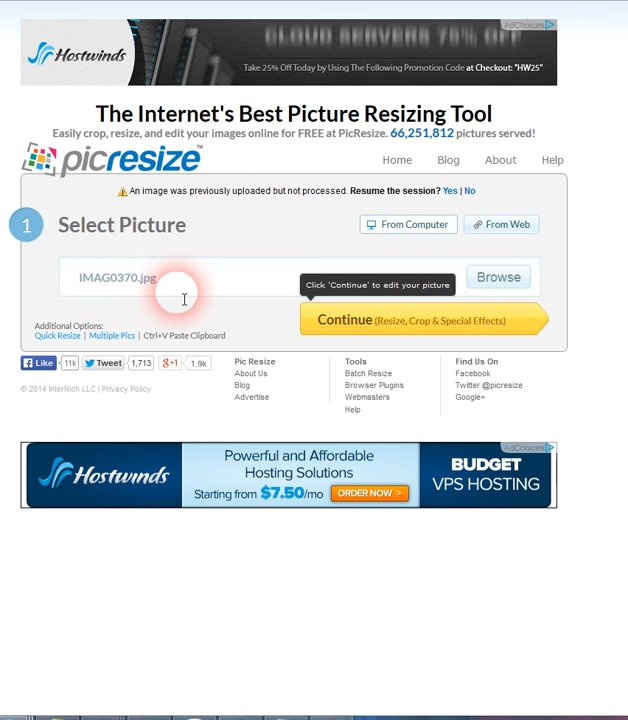 CLOUD SERVERS 70% OFF
AdChoices
Hostwinds
Take 25% Off Today by Using The Following Promotion Code at Checkout: "HW25"
The Internet's Best Picture Resizing Tool
Easily crop, resize, and edit your images online for FREE at PicResize. 66,251,812 pictures served!
picresize™
Home Blog About Help
An image was previously uploaded but not processed. Resume the session? Yes | No
1 Select Picture From Computer From Web
IMAG0370.jpg Browse
Click 'Continue' to edit your picture
Continue (Resize, Crop & Special Effects)
Additional Options:
Quick Resize | Multiple Pics | Ctrl+V Paste Clipboard
Like 11k Tweet 1,713 g+1 1.9k
© 2014 InterNich LLC | Privacy Policy
Pic Resize
About Us
Blog
Advertise
Tools
Batch Resize
Browser Plugins
Webmasters
Help
Find Us On
Facebook
Twitter @picresize
Google+
AdChoices
Hostwinds
Powerful and Affordable
Hosting Solutions
Starting from $7.50/mo ORDER NOW >
BUDGET
VPS HOSTING